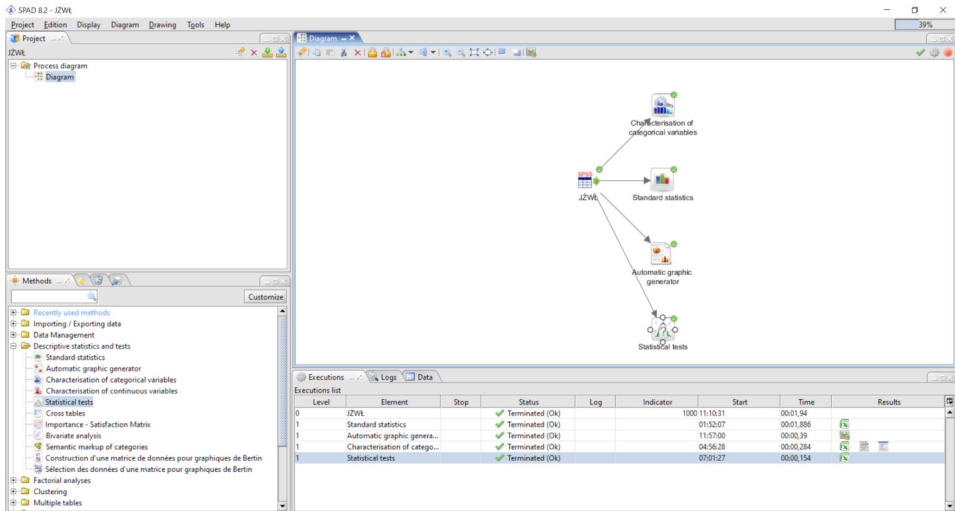 SPAD 8.2 - JŻWŁ
Project Edition Display Diagram Drawing Tools Help
39%
Project
JŻWŁ
Process diagram
Diagram
Diagram
Characterisation of
categorical variables
SPSS
JŻWŁ
Standard statistics
Automatic graphic
generator
Statistical tests
Methods
Customize
Recently used methods
Importing / Exporting data
Data Management
Descriptive statistics and tests
Standard statistics
Automatic graphic generator
Characterisation of categorical variables
Characterisation of continuous variables
Statistical tests
Cross tables
Importance - Satisfaction Matrix
Bivariate analysis
Semantic markup of categories
Construction d'une matrice de données pour graphiques de Bertin
Sélection des données d'une matrice pour graphiques de Bertin
Factorial analyses
Clustering
Multiple tables
Executions Logs Data
Executions list
Level Element Stop Status Log Indicator Start Time Results
0 JŻWŁ Terminated (Ok) 1000 11:10:31 00:01,94
1 Standard statistics Terminated (Ok) 01:52:07 00:01,886
1 Automatic graphic genera... Terminated (Ok) 11:57:00 00:00,39
1 Characterisation of catego... Terminated (Ok) 04:56:28 00:00,284
1 Statistical tests Terminated (Ok) 07:01:27 00:00,154